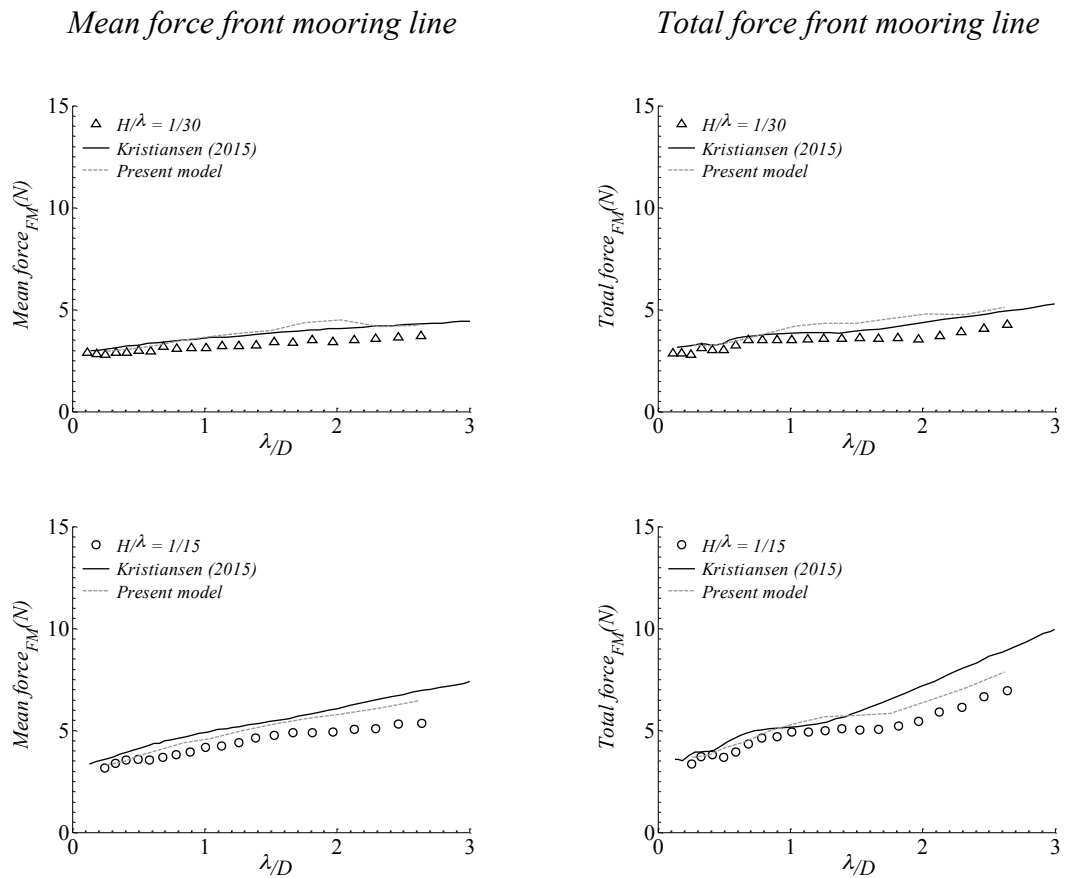 Mean force front mooring line
Total force front mooring line
15
10
5
0
0 1 2 3
Mean force_FM(N)
λ/D
H/λ = 1/30
Kristiansen (2015)
Present model
15
10
5
0
0 1 2 3
Total force_FM(N)
λ/D
H/λ = 1/30
Kristiansen (2015)
Present model
15
10
5
0
0 1 2 3
Mean force_FM(N)
λ/D
H/λ = 1/15
Kristiansen (2015)
Present model
15
10
5
0
0 1 2 3
Total force_FM(N)
λ/D
H/λ = 1/15
Kristiansen (2015)
Present model